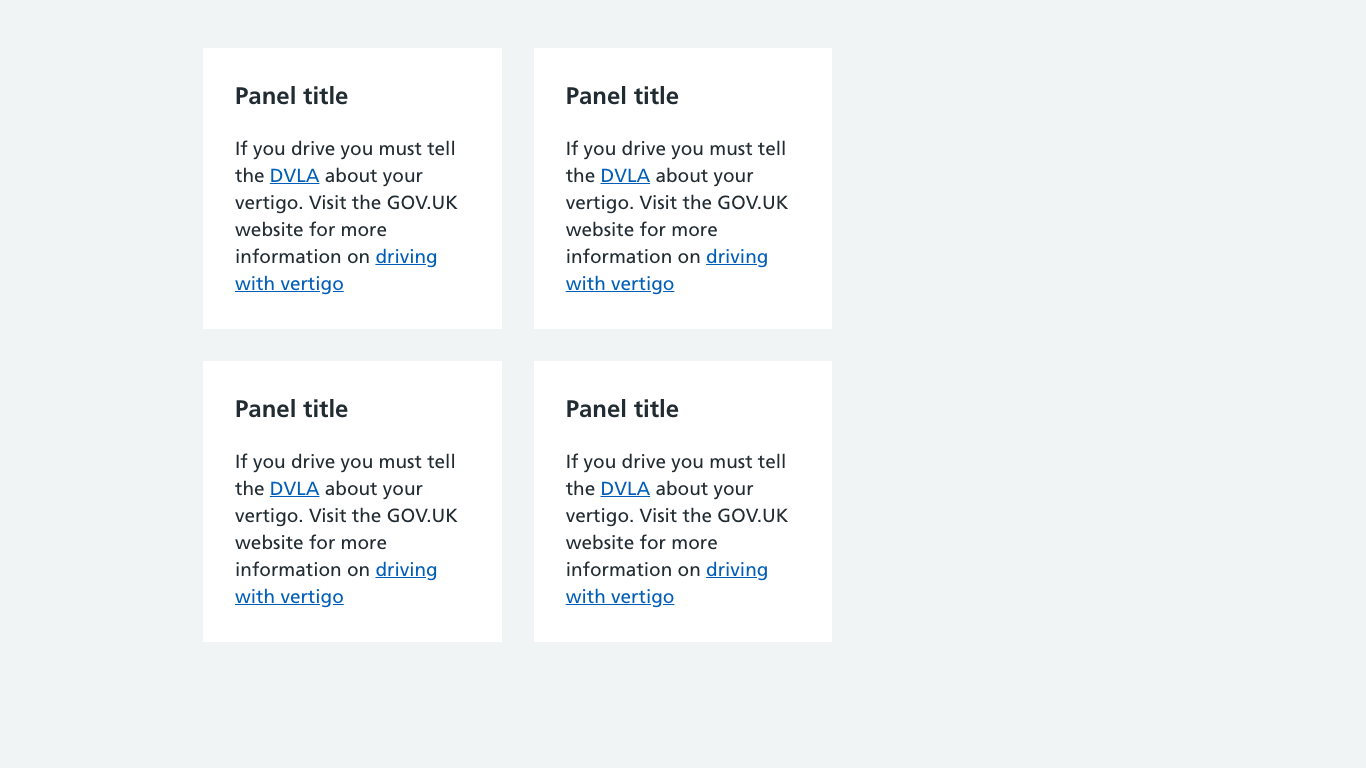 Panel title
If you drive you must tell
the DVLA about your
vertigo. Visit the GOV.UK
website for more
information on driving
with vertigo
Panel title
If you drive you must tell
the DVLA about your
vertigo. Visit the GOV.UK
website for more
information on driving
with vertigo
Panel title
If you drive you must tell
the DVLA about your
vertigo. Visit the GOV.UK
website for more
information on driving
with vertigo
Panel title
If you drive you must tell
the DVLA about your
vertigo. Visit the GOV.UK
website for more
information on driving
with vertigo